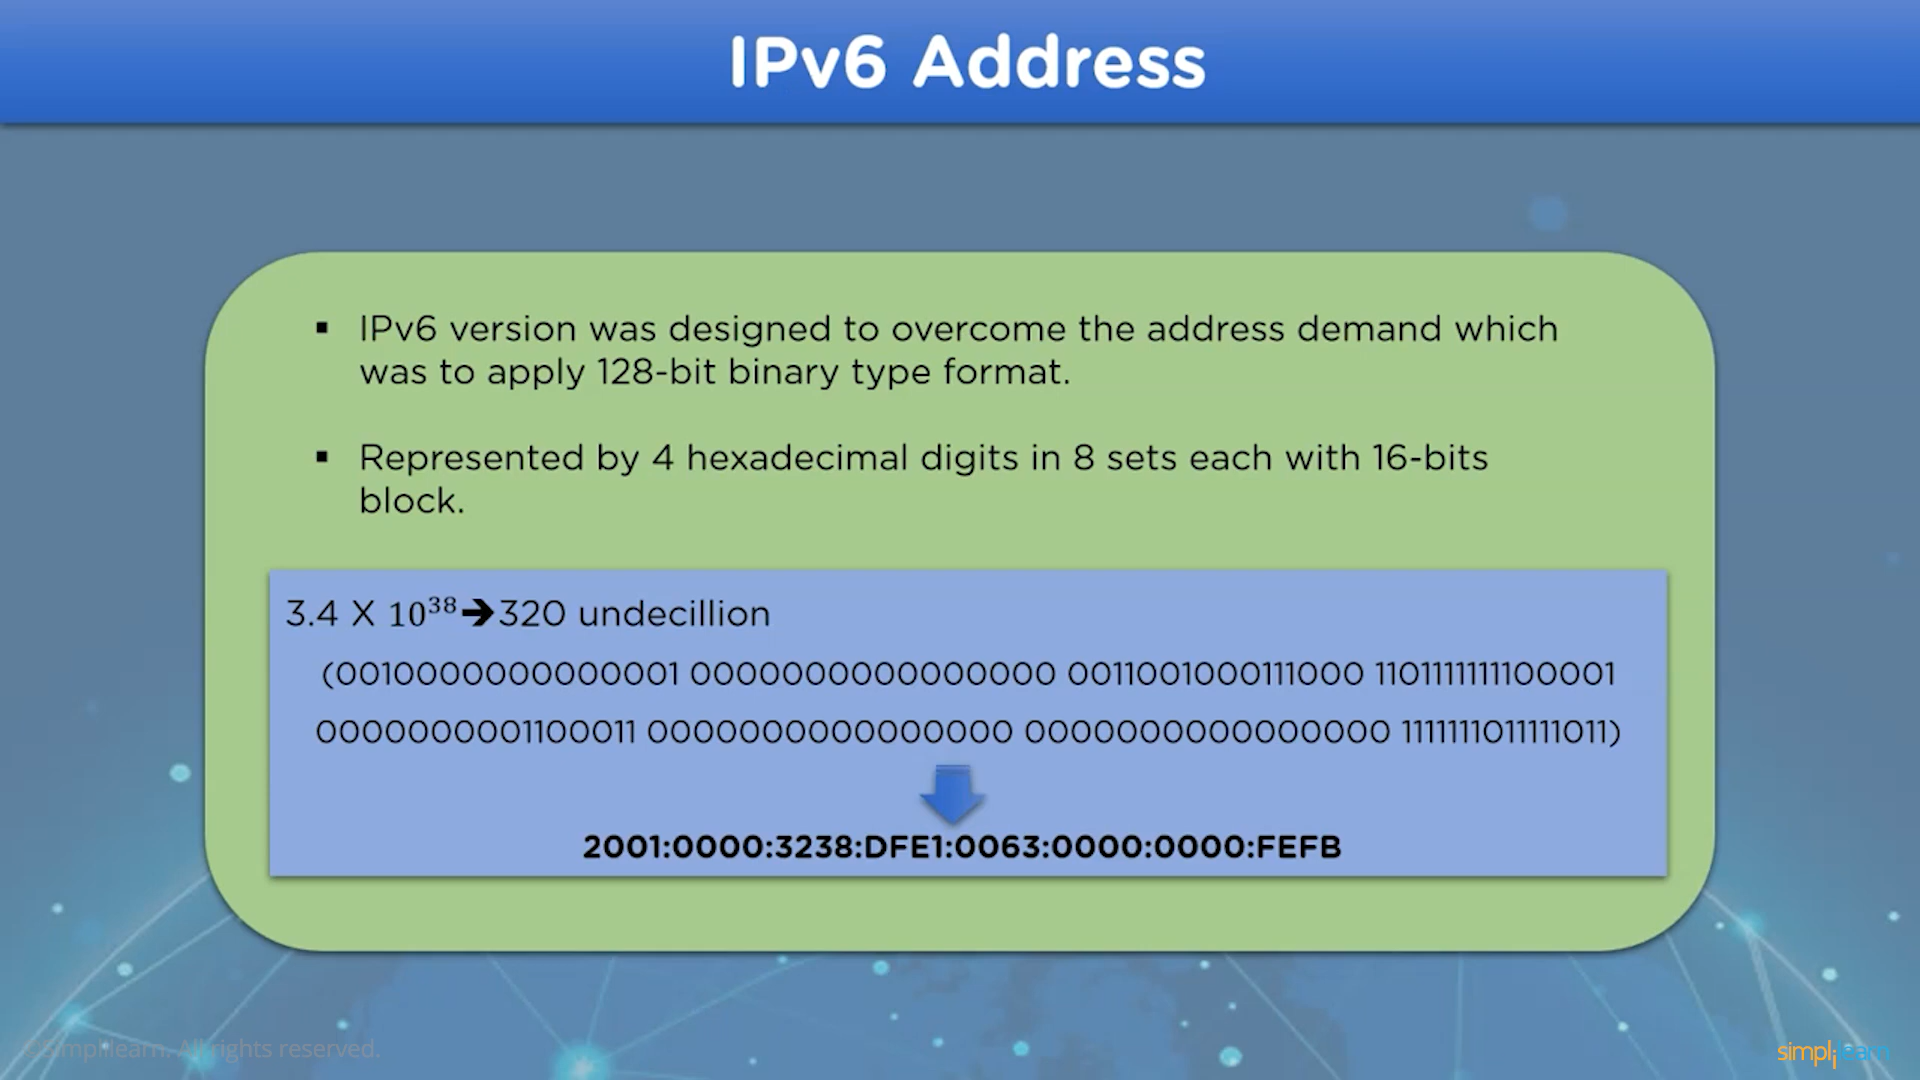 IPv6 Address
▪ IPv6 version was designed to overcome the address demand which
was to apply 128-bit binary type format.
▪ Represented by 4 hexadecimal digits in 8 sets each with 16-bits
block.
3.4 X 10³⁸➔320 undecillion
(0010000000000001 0000000000000000 0011001000111000 1101111111100001
0000000001100011 0000000000000000 0000000000000000 1111111011111011)
2001:0000:3238:DFE1:0063:0000:0000:FEFB
©Simplilearn. All rights reserved.
simplilearn